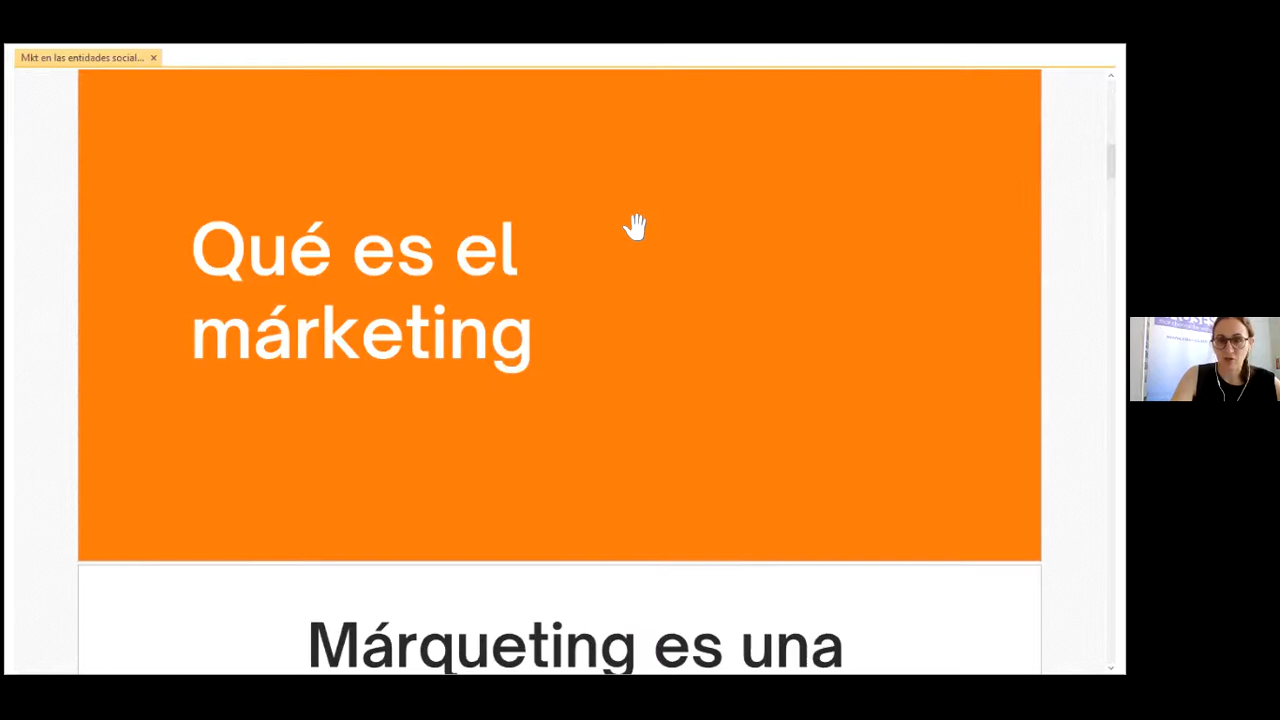 Mkt en las entidades social...
Qué es el
márketing
Márqueting es una